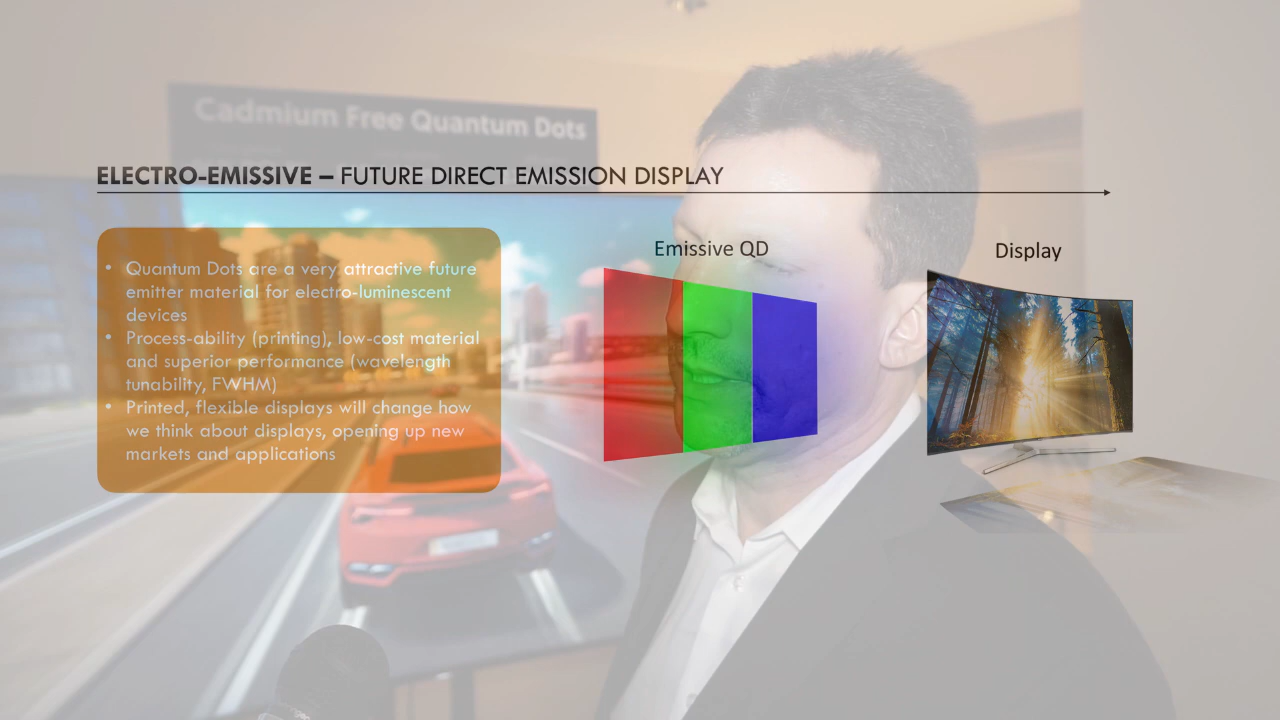 Cadmium Free Quantum Dots
ELECTRO-EMISSIVE – FUTURE DIRECT EMISSION DISPLAY
Emissive QD
Display
• Quantum Dots are a very attractive future
emitter material for electro-luminescent
devices
• Process-ability (printing), low-cost material
and superior performance (wavelength
tunability, FWHM)
• Printed, flexible displays will change how
we think about displays, opening up new
markets and applications